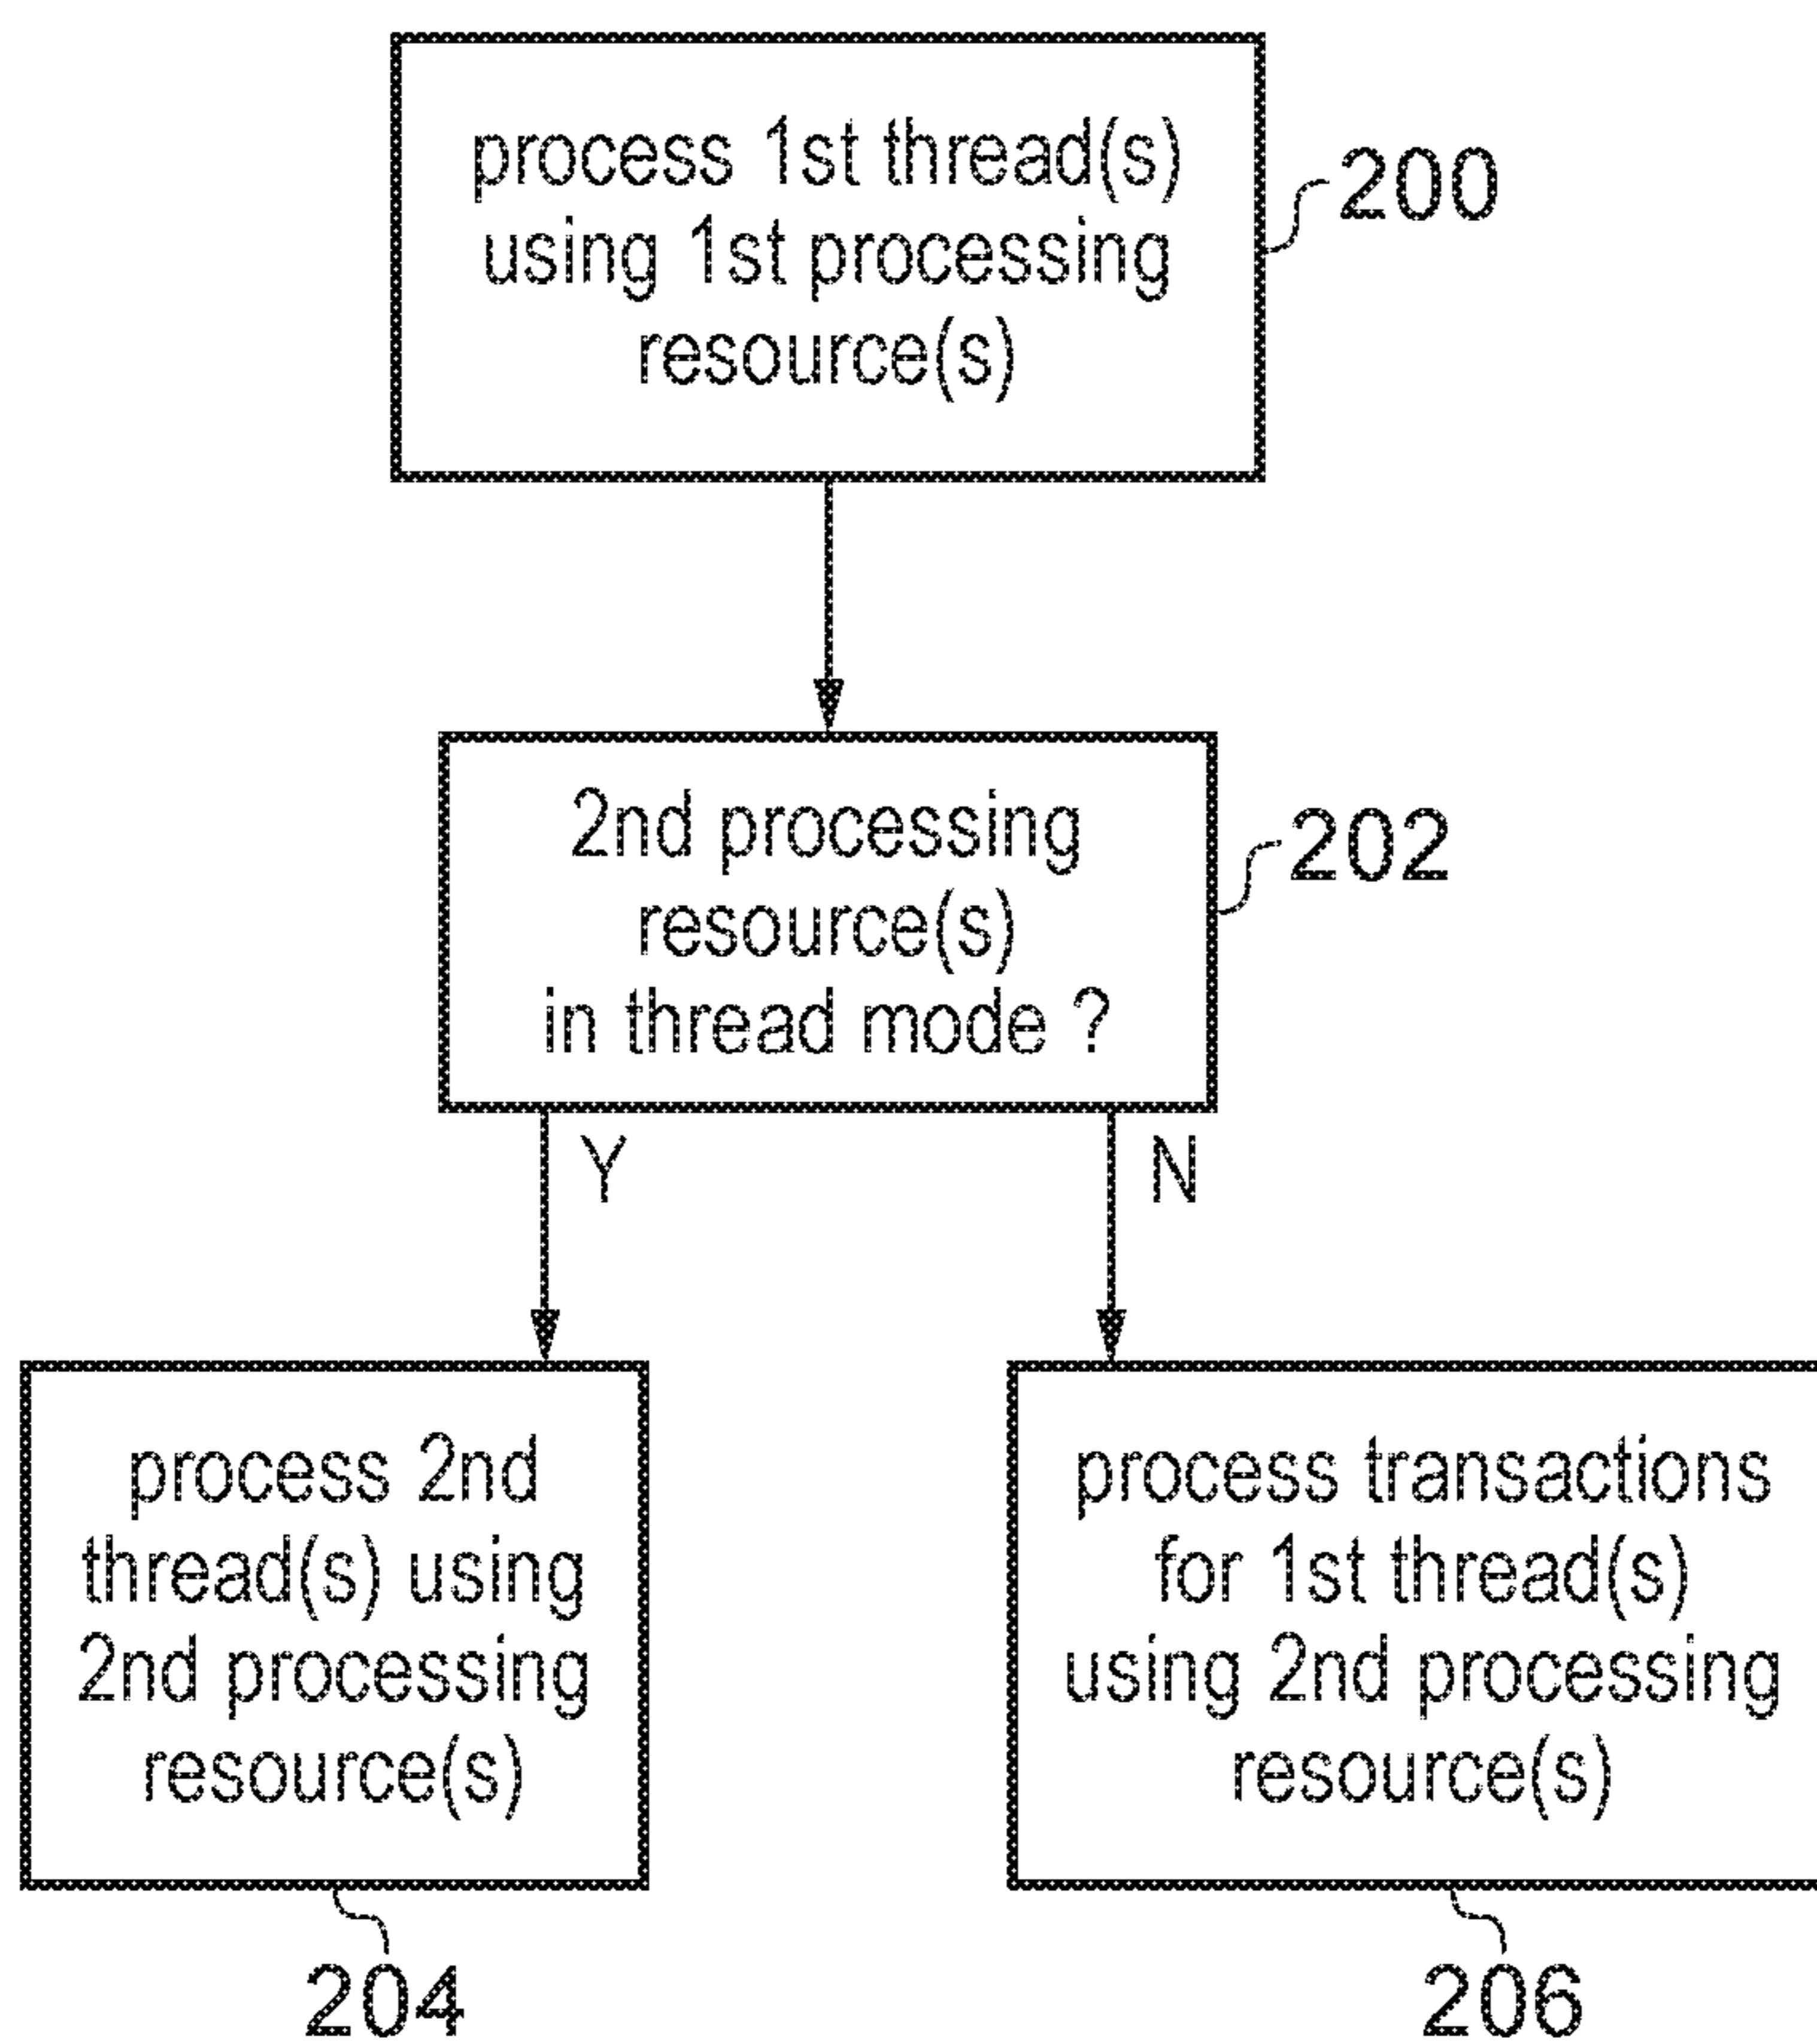 process 1st thread(s)
using 1st processing
resource(s)
200
2nd processing
resource(s)
in thread mode ?
202
Y
N
process 2nd
thread(s) using
2nd processing
resource(s)
204
process transactions
for 1st thread(s)
using 2nd processing
resource(s)
206